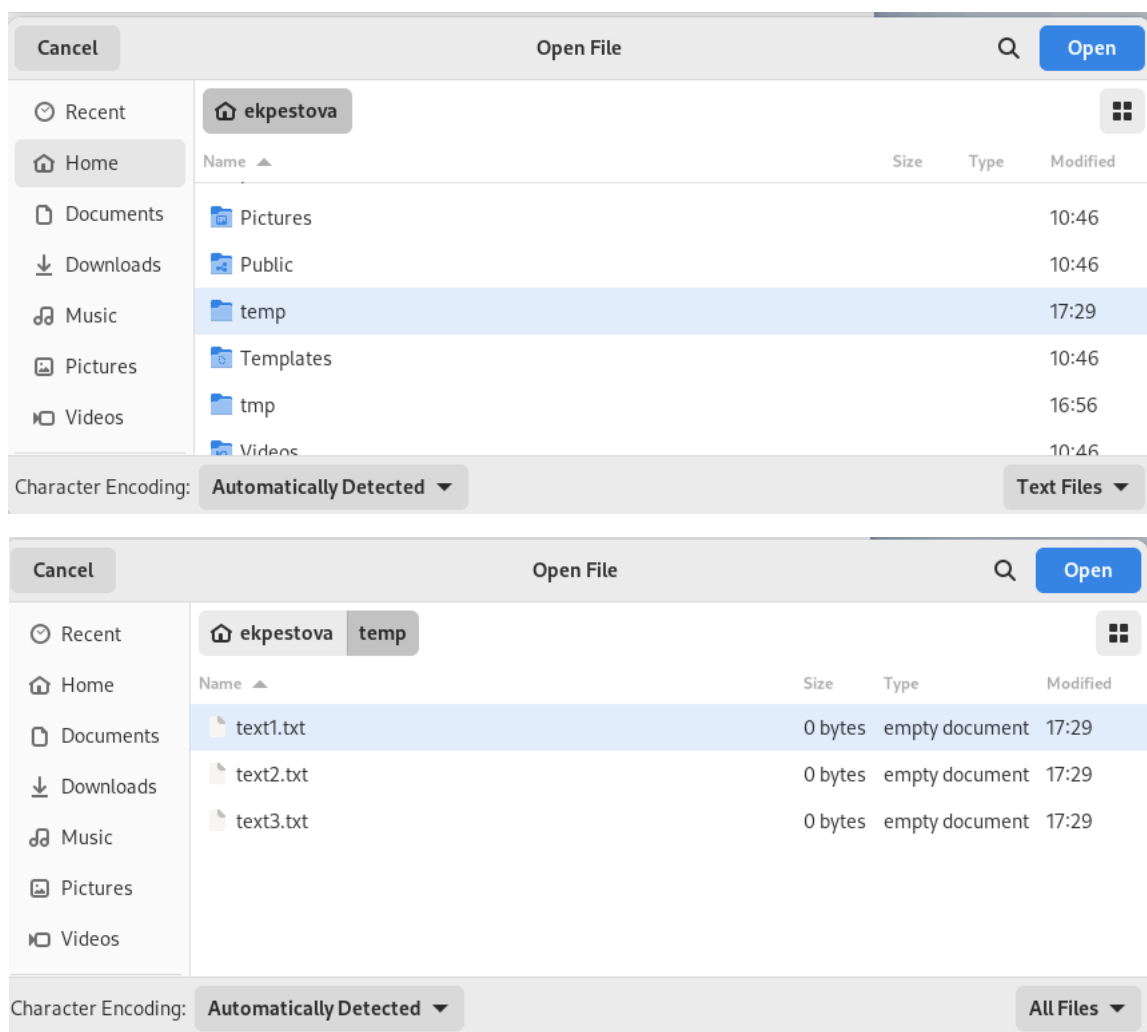 Cancel Open File Open
Recent ekpestova
Home Name Size Type Modified
Documents Pictures 10:46
Downloads Public 10:46
Music temp 17:29
Pictures Templates 10:46
Videos tmp 16:56
Videos 10:46
Character Encoding: Automatically Detected Text Files
Cancel Open File Open
Recent ekpestova temp
Home Name Size Type Modified
Documents text1.txt 0 bytes empty document 17:29
Downloads text2.txt 0 bytes empty document 17:29
Music text3.txt 0 bytes empty document 17:29
Pictures
Videos
Character Encoding: Automatically Detected All Files